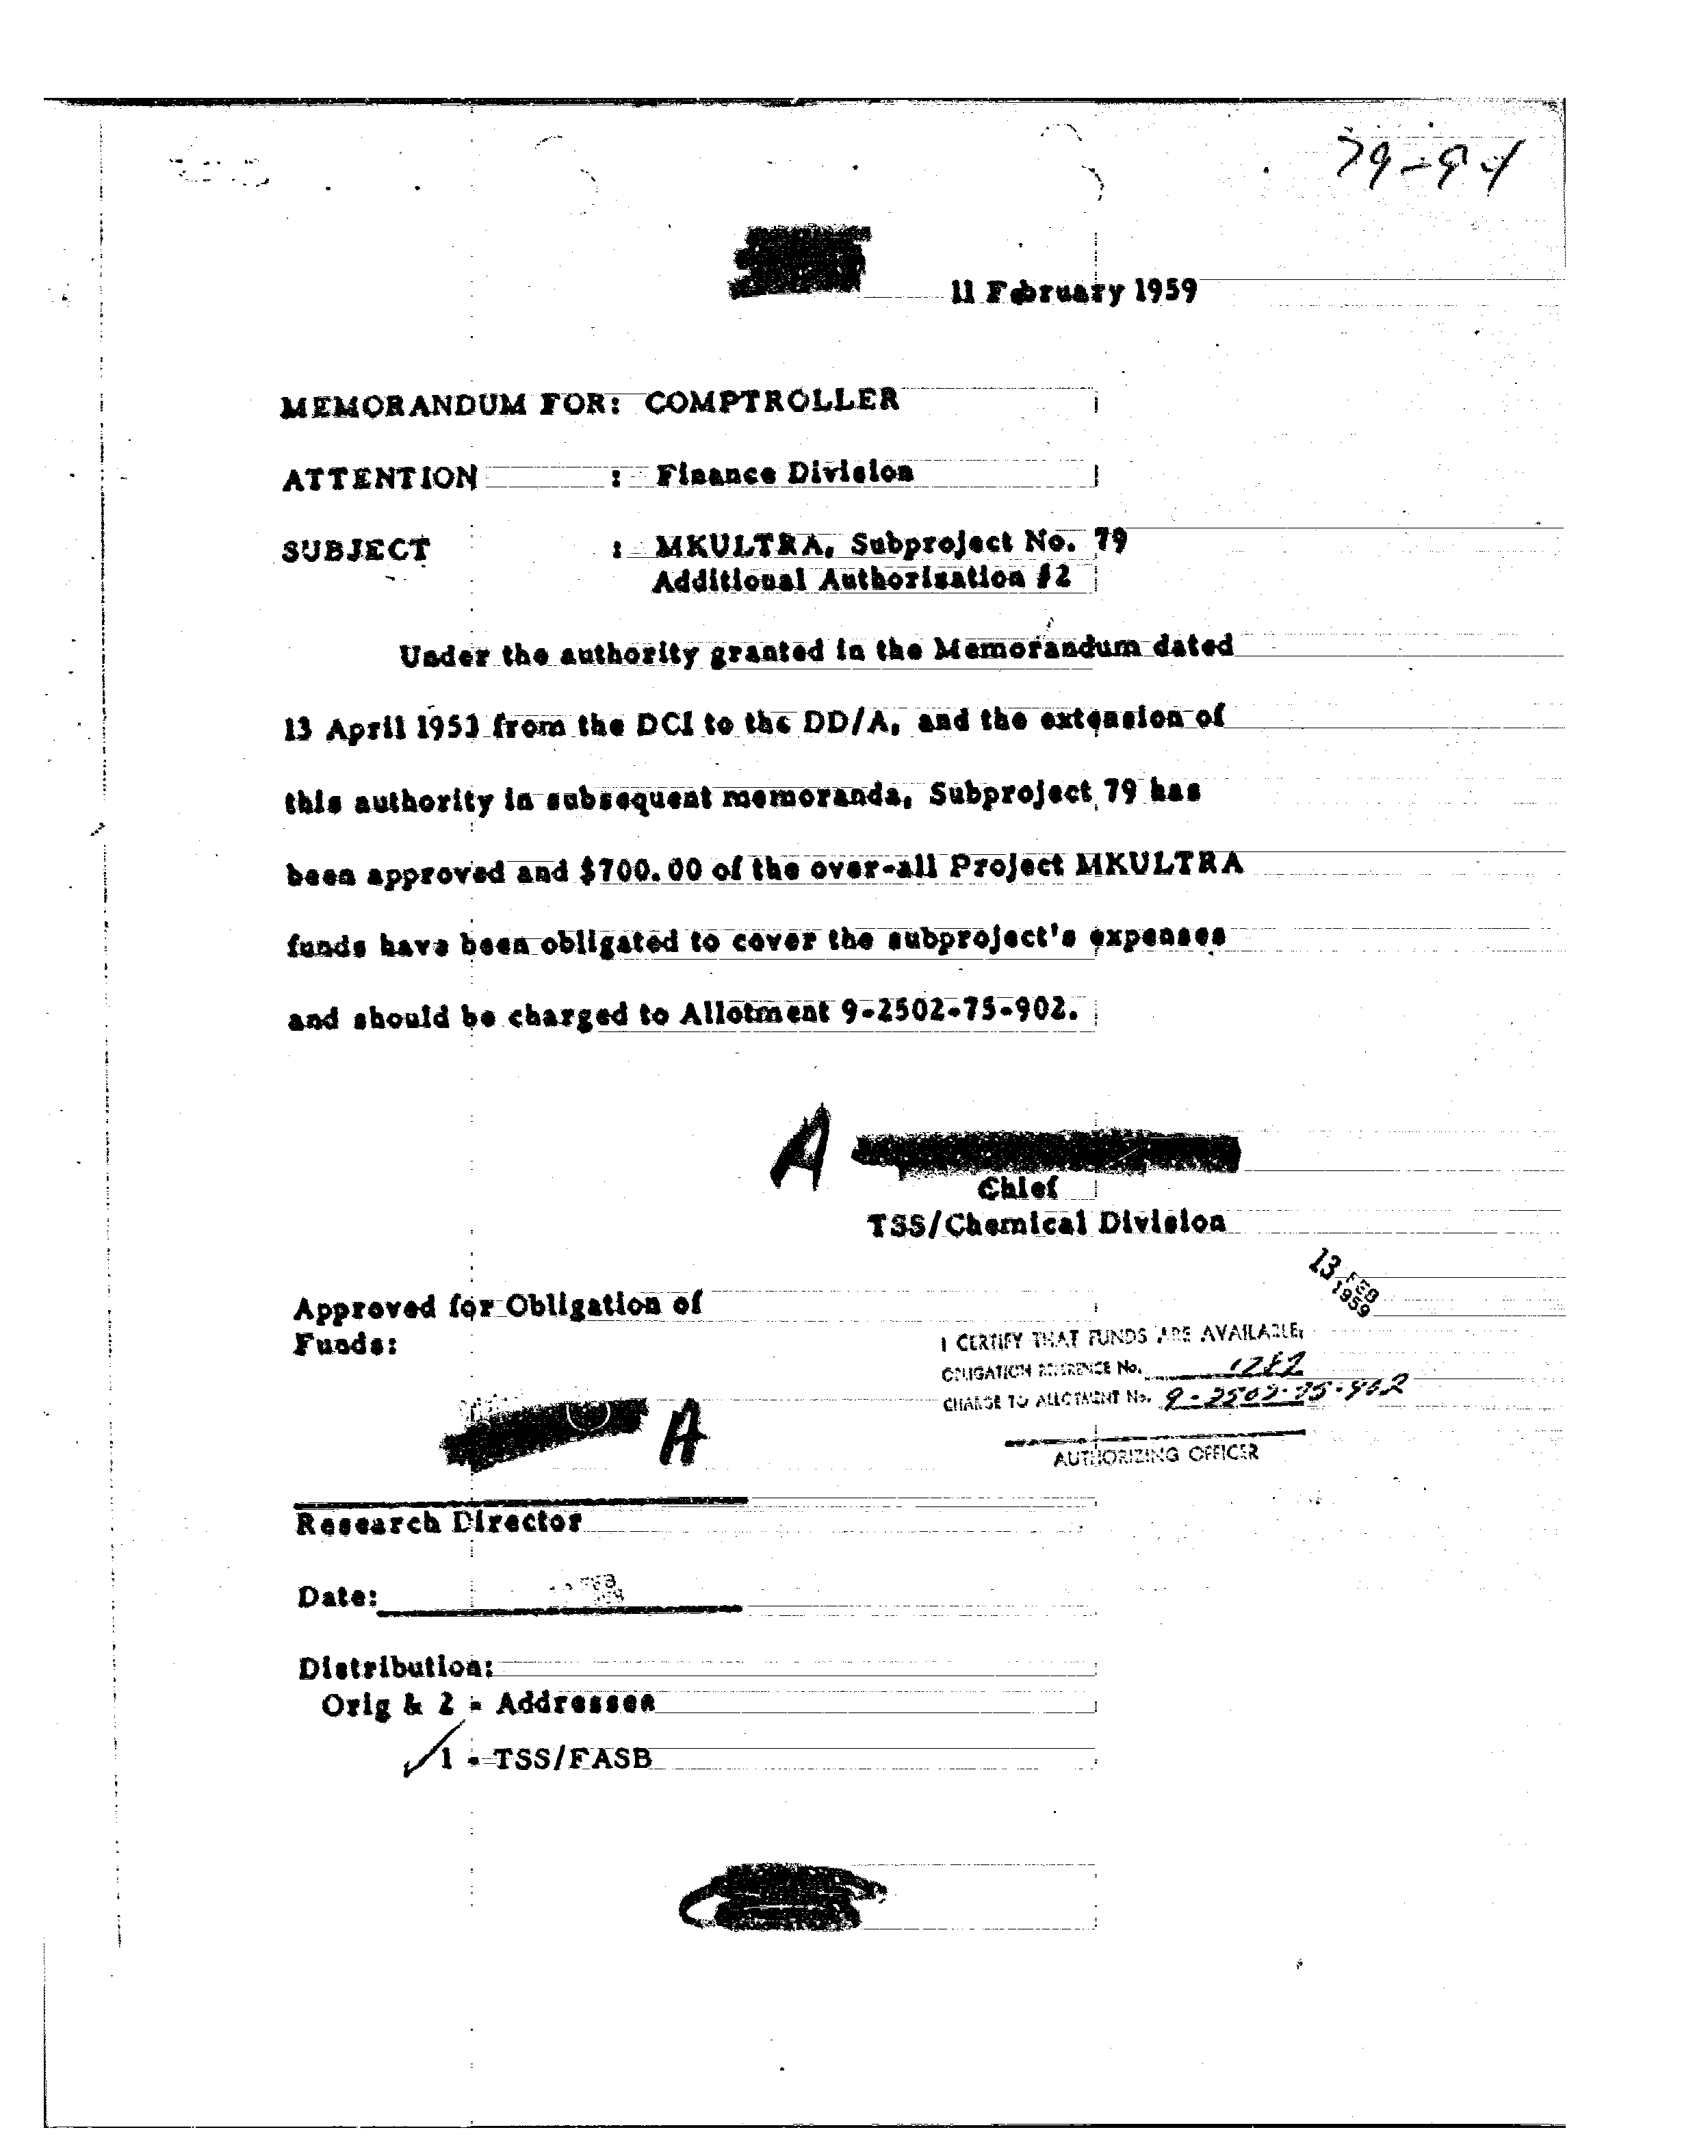 11 February 1959
MEMORANDUM FOR: COMPTROLLER
ATTENTION : Finance Division
SUBJECT : MKULTRA, Subproject No. 79
Additional Authorization #2
Under the authority granted in the Memorandum dated
13 April 1953 from the DCI to the DD/A, and the extension of
this authority in subsequent memoranda, Subproject 79 has
been approved and $700.00 of the over-all Project MKULTRA
funds have been obligated to cover the subproject's expenses
and should be charged to Allotment 9-2502-75-902.
A
Chief
TSS/Chemical Division
13 FEB
1959
Approved for Obligation of
Funds:
I CERTIFY THAT FUNDS ARE AVAILABLE:
OBLIGATION REFERENCE No.
CHARGE TO ALLOTMENT No. 9-2502-75-902
A
AUTHORIZING OFFICER
Research Director
Date: FEB
Distribution:
Orig & 2 - Addressee
1 - TSS/FASB